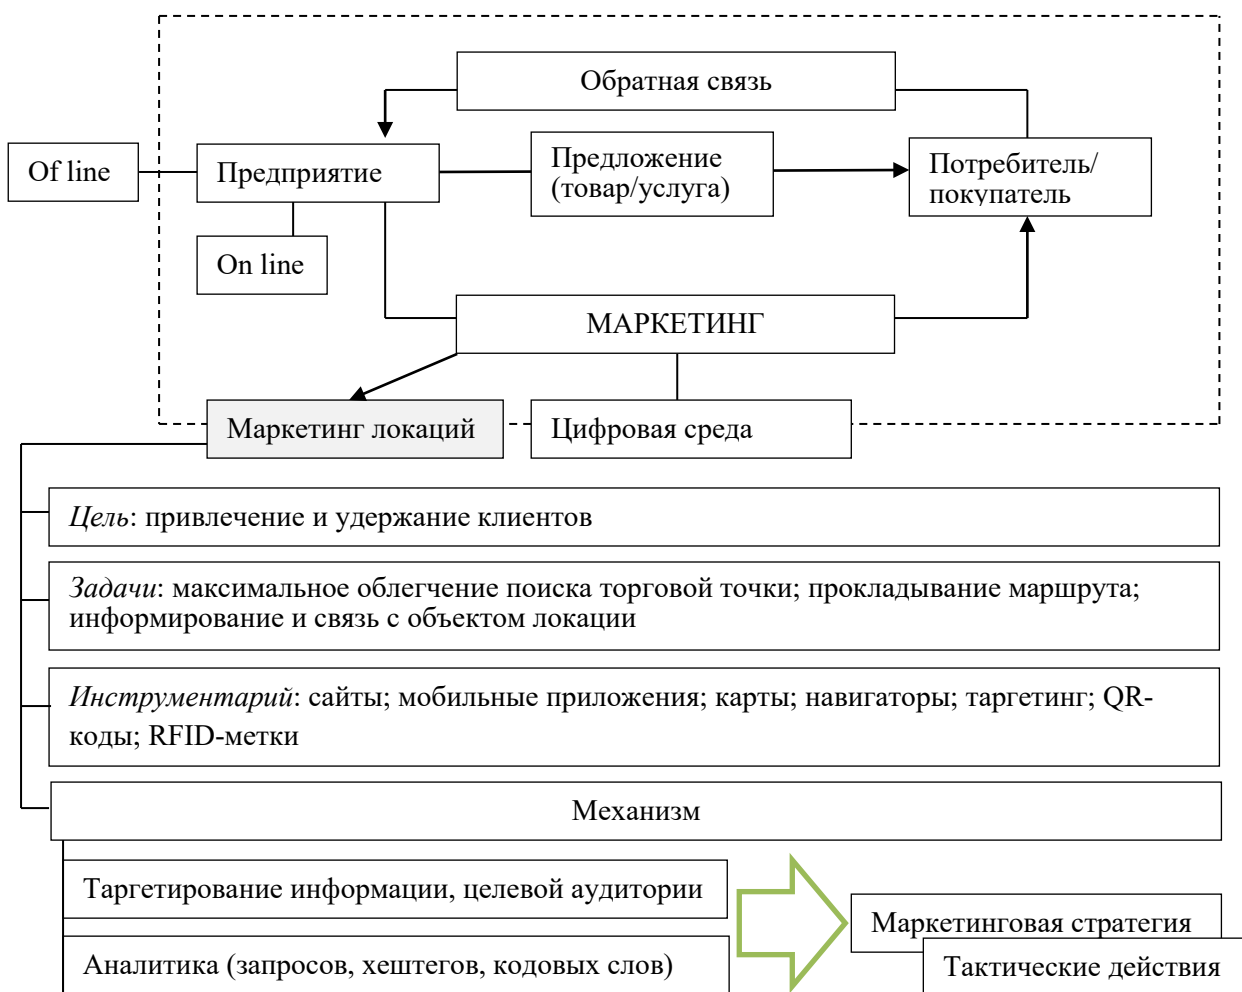 Обратная связь
Of line
Предприятие
Предложение
(товар/услуга)
Потребитель/
покупатель
On line
МАРКЕТИНГ
Маркетинг локаций
Цифровая среда
Цель: привлечение и удержание клиентов
Задачи: максимальное облегчение поиска торговой точки; прокладывание маршрута;
информирование и связь с объектом локации
Инструментарий: сайты; мобильные приложения; карты; навигаторы; таргетинг; QR-
коды; RFID-метки
Механизм
Таргетирование информации, целевой аудитории
Маркетинговая стратегия
Аналитика (запросов, хештегов, кодовых слов)
Тактические действия